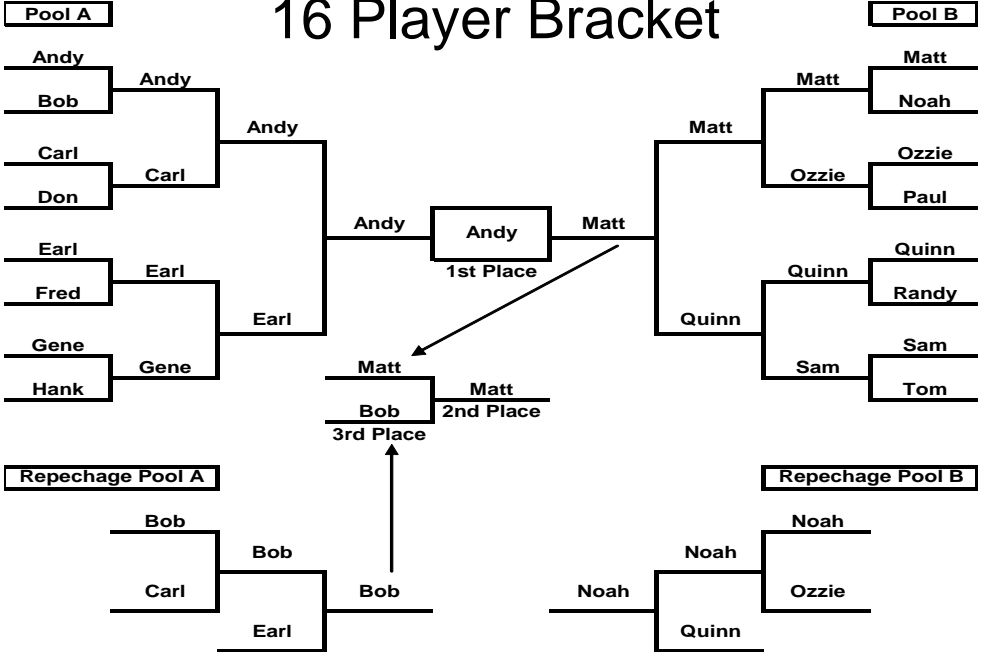 16 Player Bracket
Pool A
Pool B
Andy
Bob
Carl
Don
Earl
Fred
Gene
Hank
Andy
Carl
Earl
Gene
Andy
Earl
Andy
Andy
1st Place
Matt
Matt
Quinn
Matt
Ozzie
Quinn
Sam
Matt
Noah
Ozzie
Paul
Quinn
Randy
Sam
Tom
Matt
Bob
3rd Place
Matt
2nd Place
Repechage Pool A
Bob
Carl
Bob
Earl
Bob
Repechage Pool B
Noah
Noah
Quinn
Noah
Ozzie